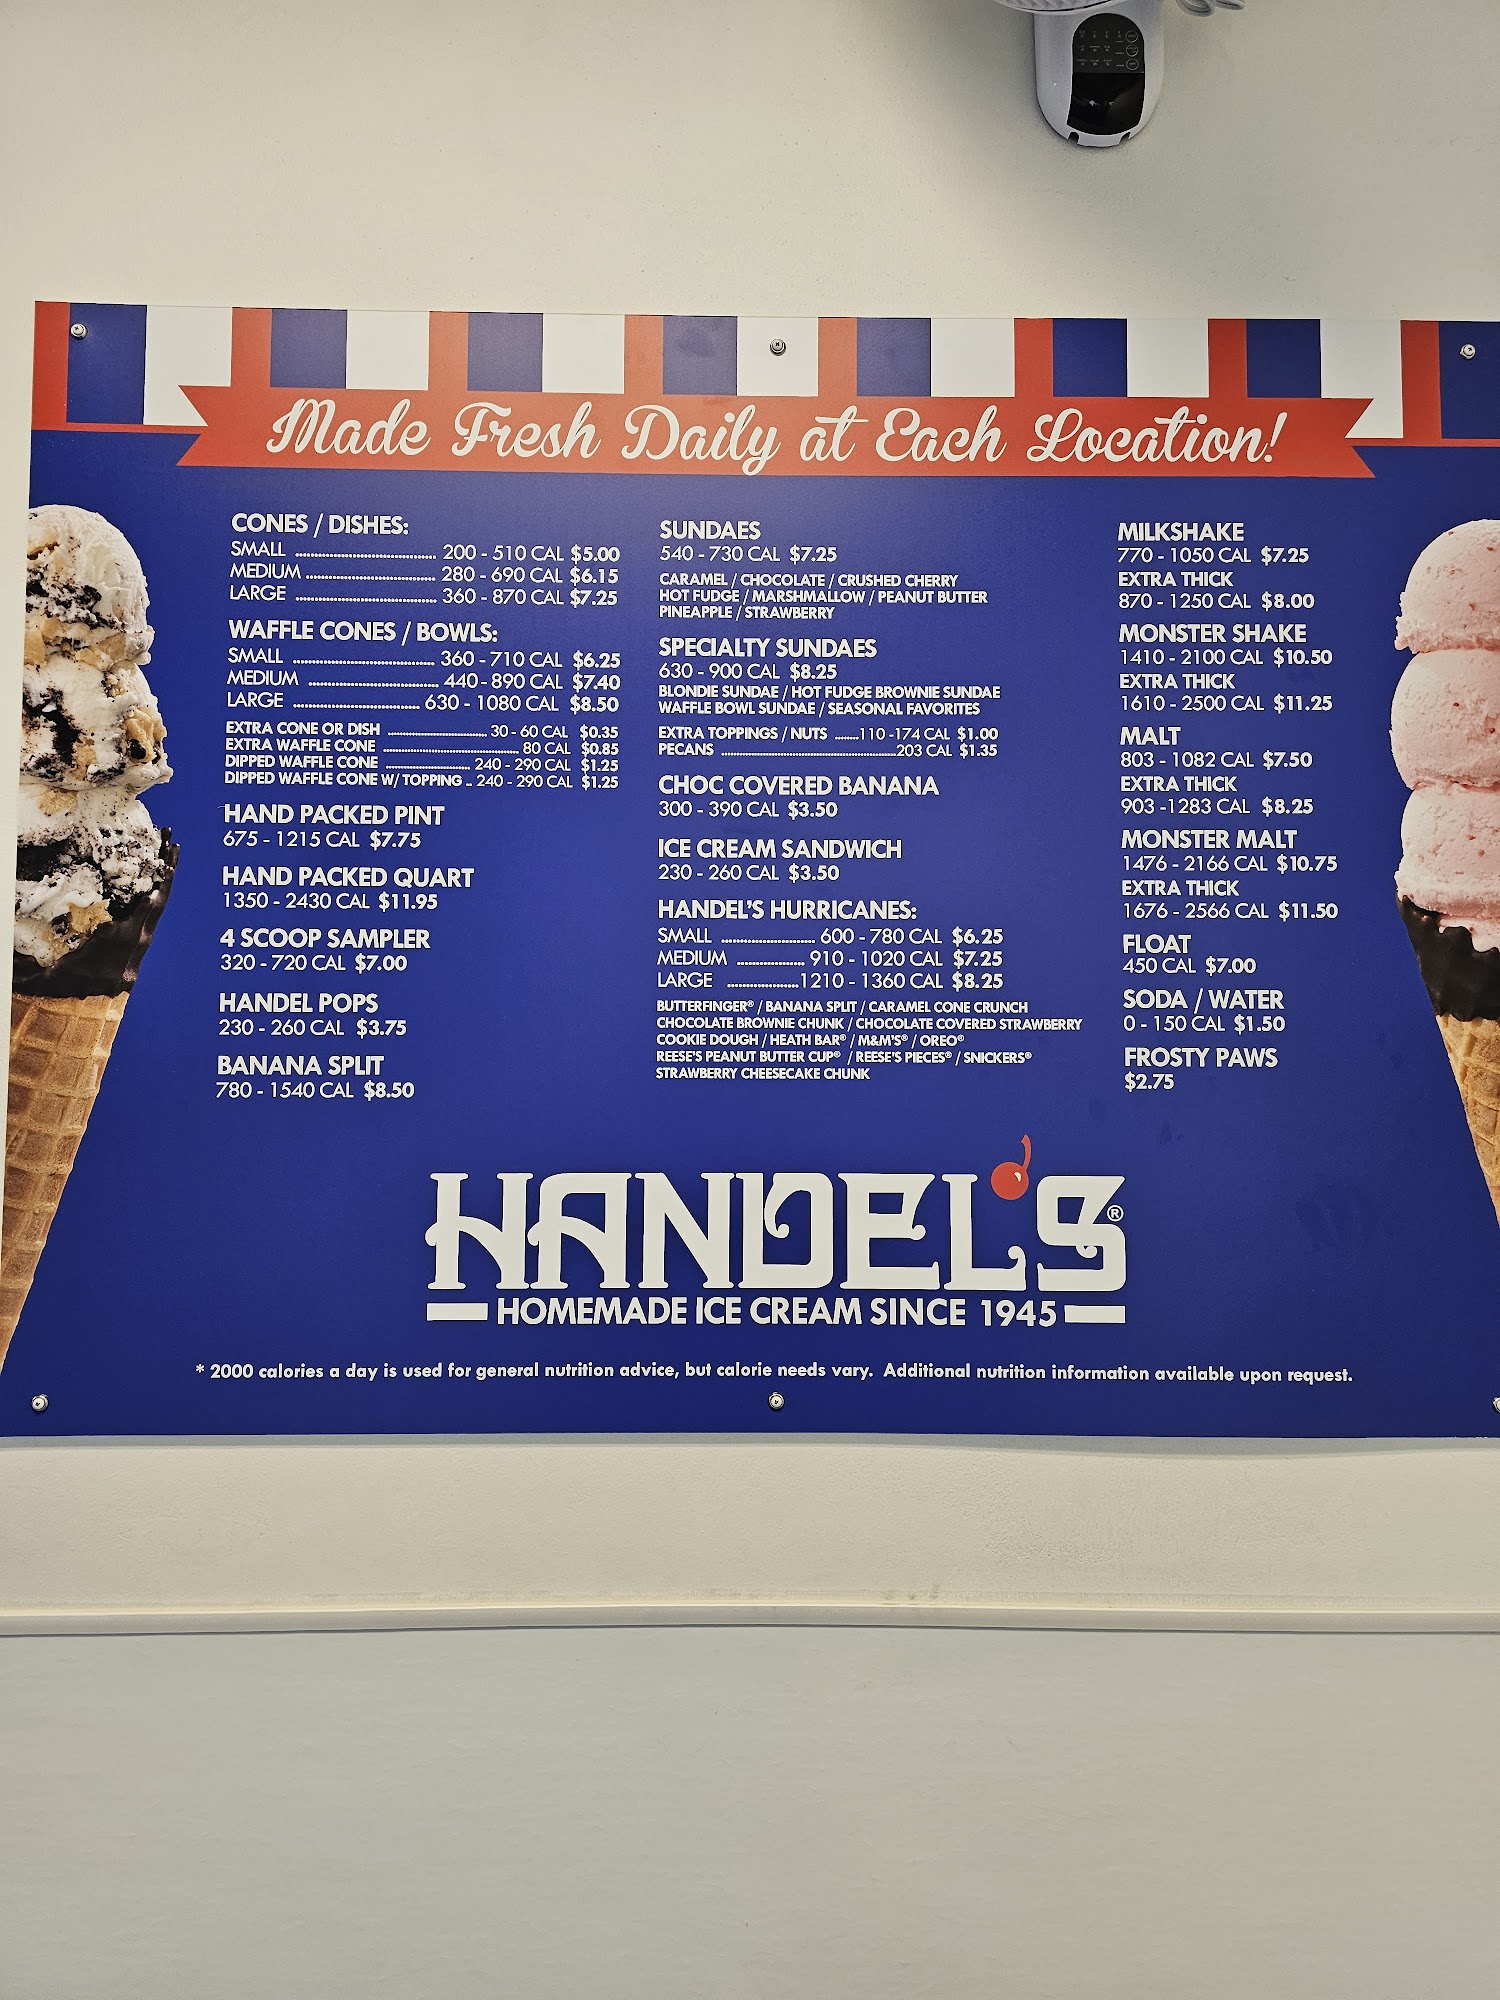 Made Fresh Daily at Each Location!
CONES / DISHES:
SMALL ........ 200 - 510 CAL $5.00
MEDIUM ........ 280 - 690 CAL $6.15
LARGE ........ 360 - 870 CAL $7.25
WAFFLE CONES / BOWLS:
SMALL ........ 360 - 710 CAL $6.25
MEDIUM ........ 440 - 890 CAL $7.40
LARGE ........ 630 - 1080 CAL $8.50
EXTRA CONE OR DISH ........ 30 - 60 CAL $0.35
EXTRA WAFFLE CONE ........ 80 CAL $0.85
DIPPED WAFFLE CONE ........ 240 - 290 CAL $1.25
DIPPED WAFFLE CONE W/ TOPPING .. 240 - 290 CAL $1.25
HAND PACKED PINT
675 - 1215 CAL $7.75
HAND PACKED QUART
1350 - 2430 CAL $11.95
4 SCOOP SAMPLER
320 - 720 CAL $7.00
HANDEL POPS
230 - 260 CAL $3.75
BANANA SPLIT
780 - 1540 CAL $8.50
SUNDAES
540 - 730 CAL $7.25
CARAMEL / CHOCOLATE / CRUSHED CHERRY
HOT FUDGE / MARSHMALLOW / PEANUT BUTTER
PINEAPPLE / STRAWBERRY
SPECIALTY SUNDAES
630 - 900 CAL $8.25
BLONDIE SUNDAE / HOT FUDGE BROWNIE SUNDAE
WAFFLE BOWL SUNDAE / SEASONAL FAVORITES
EXTRA TOPPINGS / NUTS ........ 110 -174 CAL $1.00
PECANS ........ 203 CAL $1.35
CHOC COVERED BANANA
300 - 390 CAL $3.50
ICE CREAM SANDWICH
230 - 260 CAL $3.50
HANDEL'S HURRICANES:
SMALL ........ 600 - 780 CAL $6.25
MEDIUM ........ 910 - 1020 CAL $7.25
LARGE ........ 1210 - 1360 CAL $8.25
BUTTERFINGER® / BANANA SPLIT / CARAMEL CONE CRUNCH
CHOCOLATE BROWNIE CHUNK / CHOCOLATE COVERED STRAWBERRY
COOKIE DOUGH / HEATH BAR® / M&M'S® / OREO®
REESE'S PEANUT BUTTER CUP® / REESE'S PIECES® / SNICKERS®
STRAWBERRY CHEESECAKE CHUNK
MILKSHAKE
770 - 1050 CAL $7.25
EXTRA THICK
870 - 1250 CAL $8.00
MONSTER SHAKE
1410 - 2100 CAL $10.50
EXTRA THICK
1610 - 2500 CAL $11.25
MALT
803 - 1082 CAL $7.50
EXTRA THICK
903 -1283 CAL $8.25
MONSTER MALT
1476 - 2166 CAL $10.75
EXTRA THICK
1676 - 2566 CAL $11.50
FLOAT
450 CAL $7.00
SODA / WATER
0 - 150 CAL $1.50
FROSTY PAWS
$2.75
HANDEL'S®
HOMEMADE ICE CREAM SINCE 1945
* 2000 calories a day is used for general nutrition advice, but calorie needs vary. Additional nutrition information available upon request.